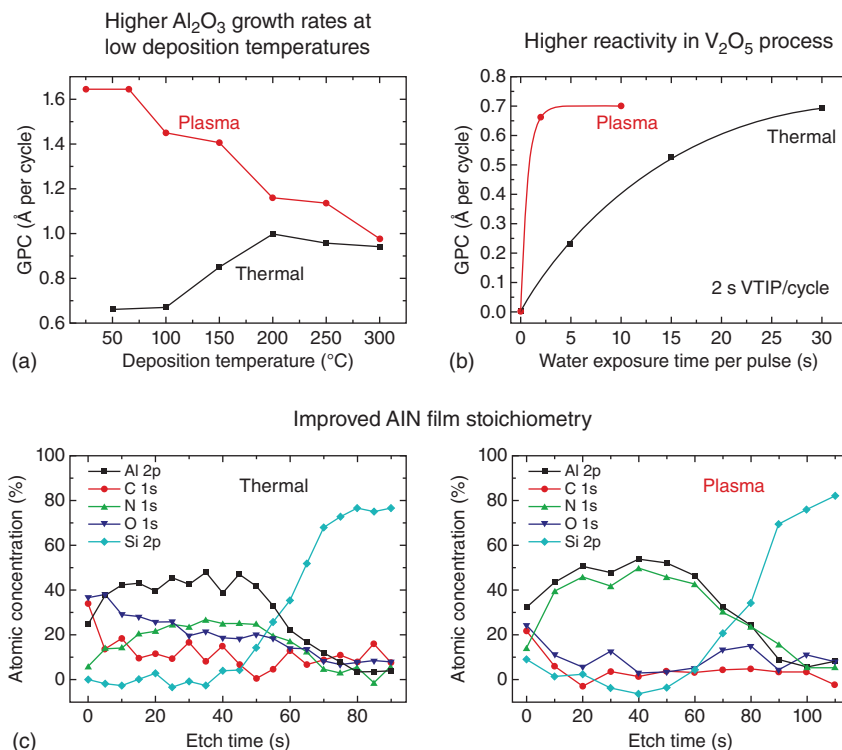 Higher Al₂O₃ growth rates at
low deposition temperatures
Higher reactivity in V₂O₅ process
GPC (Å per cycle)
1.6
1.4
1.2
1.0
0.8
0.6
Plasma
Thermal
50 100 150 200 250 300
Deposition temperature (°C)
(a)
GPC (Å per cycle)
0.8
0.7
0.6
0.5
0.4
0.3
0.2
0.1
0.0
Plasma
Thermal
2 s VTIP/cycle
0 5 10 15 20 25 30
Water exposure time per pulse (s)
(b)
Improved AlN film stoichiometry
Atomic concentration (%)
100
80
60
40
20
0
Al 2p
C 1s
N 1s
O 1s
Si 2p
Thermal
0 20 40 60 80
Etch time (s)
(c)
Atomic concentration (%)
100
80
60
40
20
0
Al 2p
C 1s
N 1s
O 1s
Si 2p
Plasma
0 20 40 60 80 100
Etch time (s)